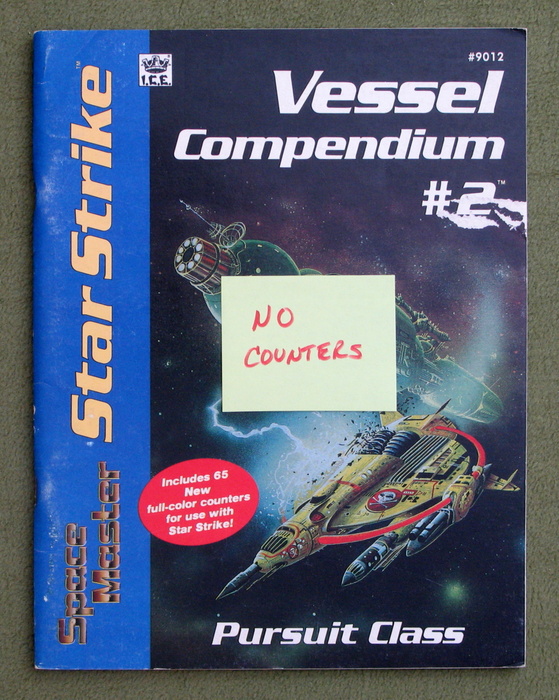 #9012
I.C.E.
Vessel
Compendium
#2™
Star Strike™
Space
Master
NO
COUNTERS
Includes 65
New
full-color counters
for use with
Star Strike!
Pursuit Class